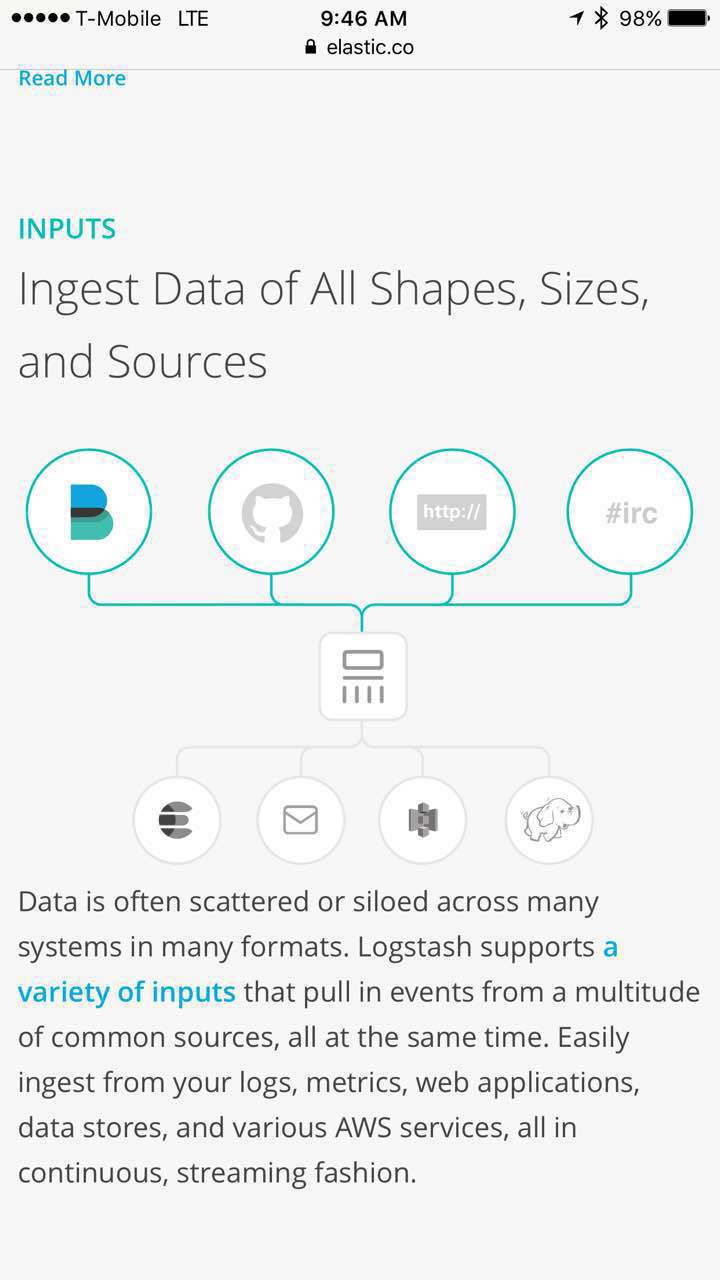 T-Mobile LTE 9:46 AM 98%
elastic.co
Read More
INPUTS
Ingest Data of All Shapes, Sizes,
and Sources
http:// #irc
Data is often scattered or siloed across many
systems in many formats. Logstash supports a
variety of inputs that pull in events from a multitude
of common sources, all at the same time. Easily
ingest from your logs, metrics, web applications,
data stores, and various AWS services, all in
continuous, streaming fashion.